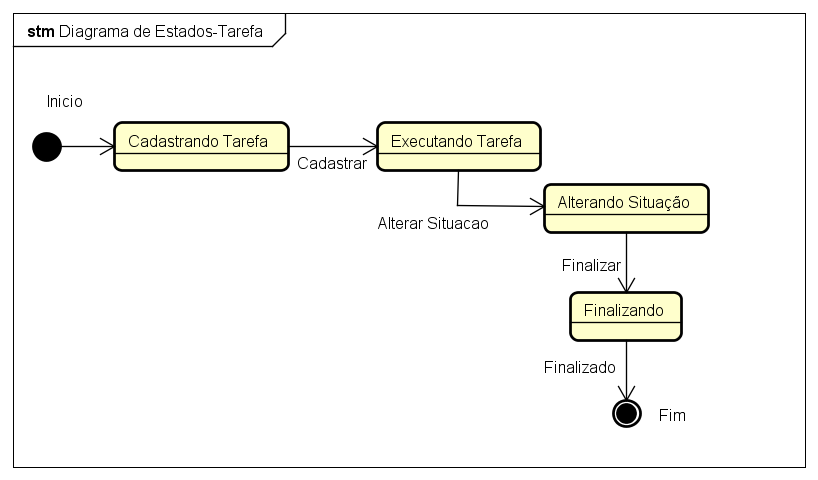 stm Diagrama de Estados-Tarefa
Inicio
Cadastrando Tarefa
Cadastrar
Executando Tarefa
Alterar Situacao
Alterando Situação
Finalizar
Finalizando
Finalizado
Fim